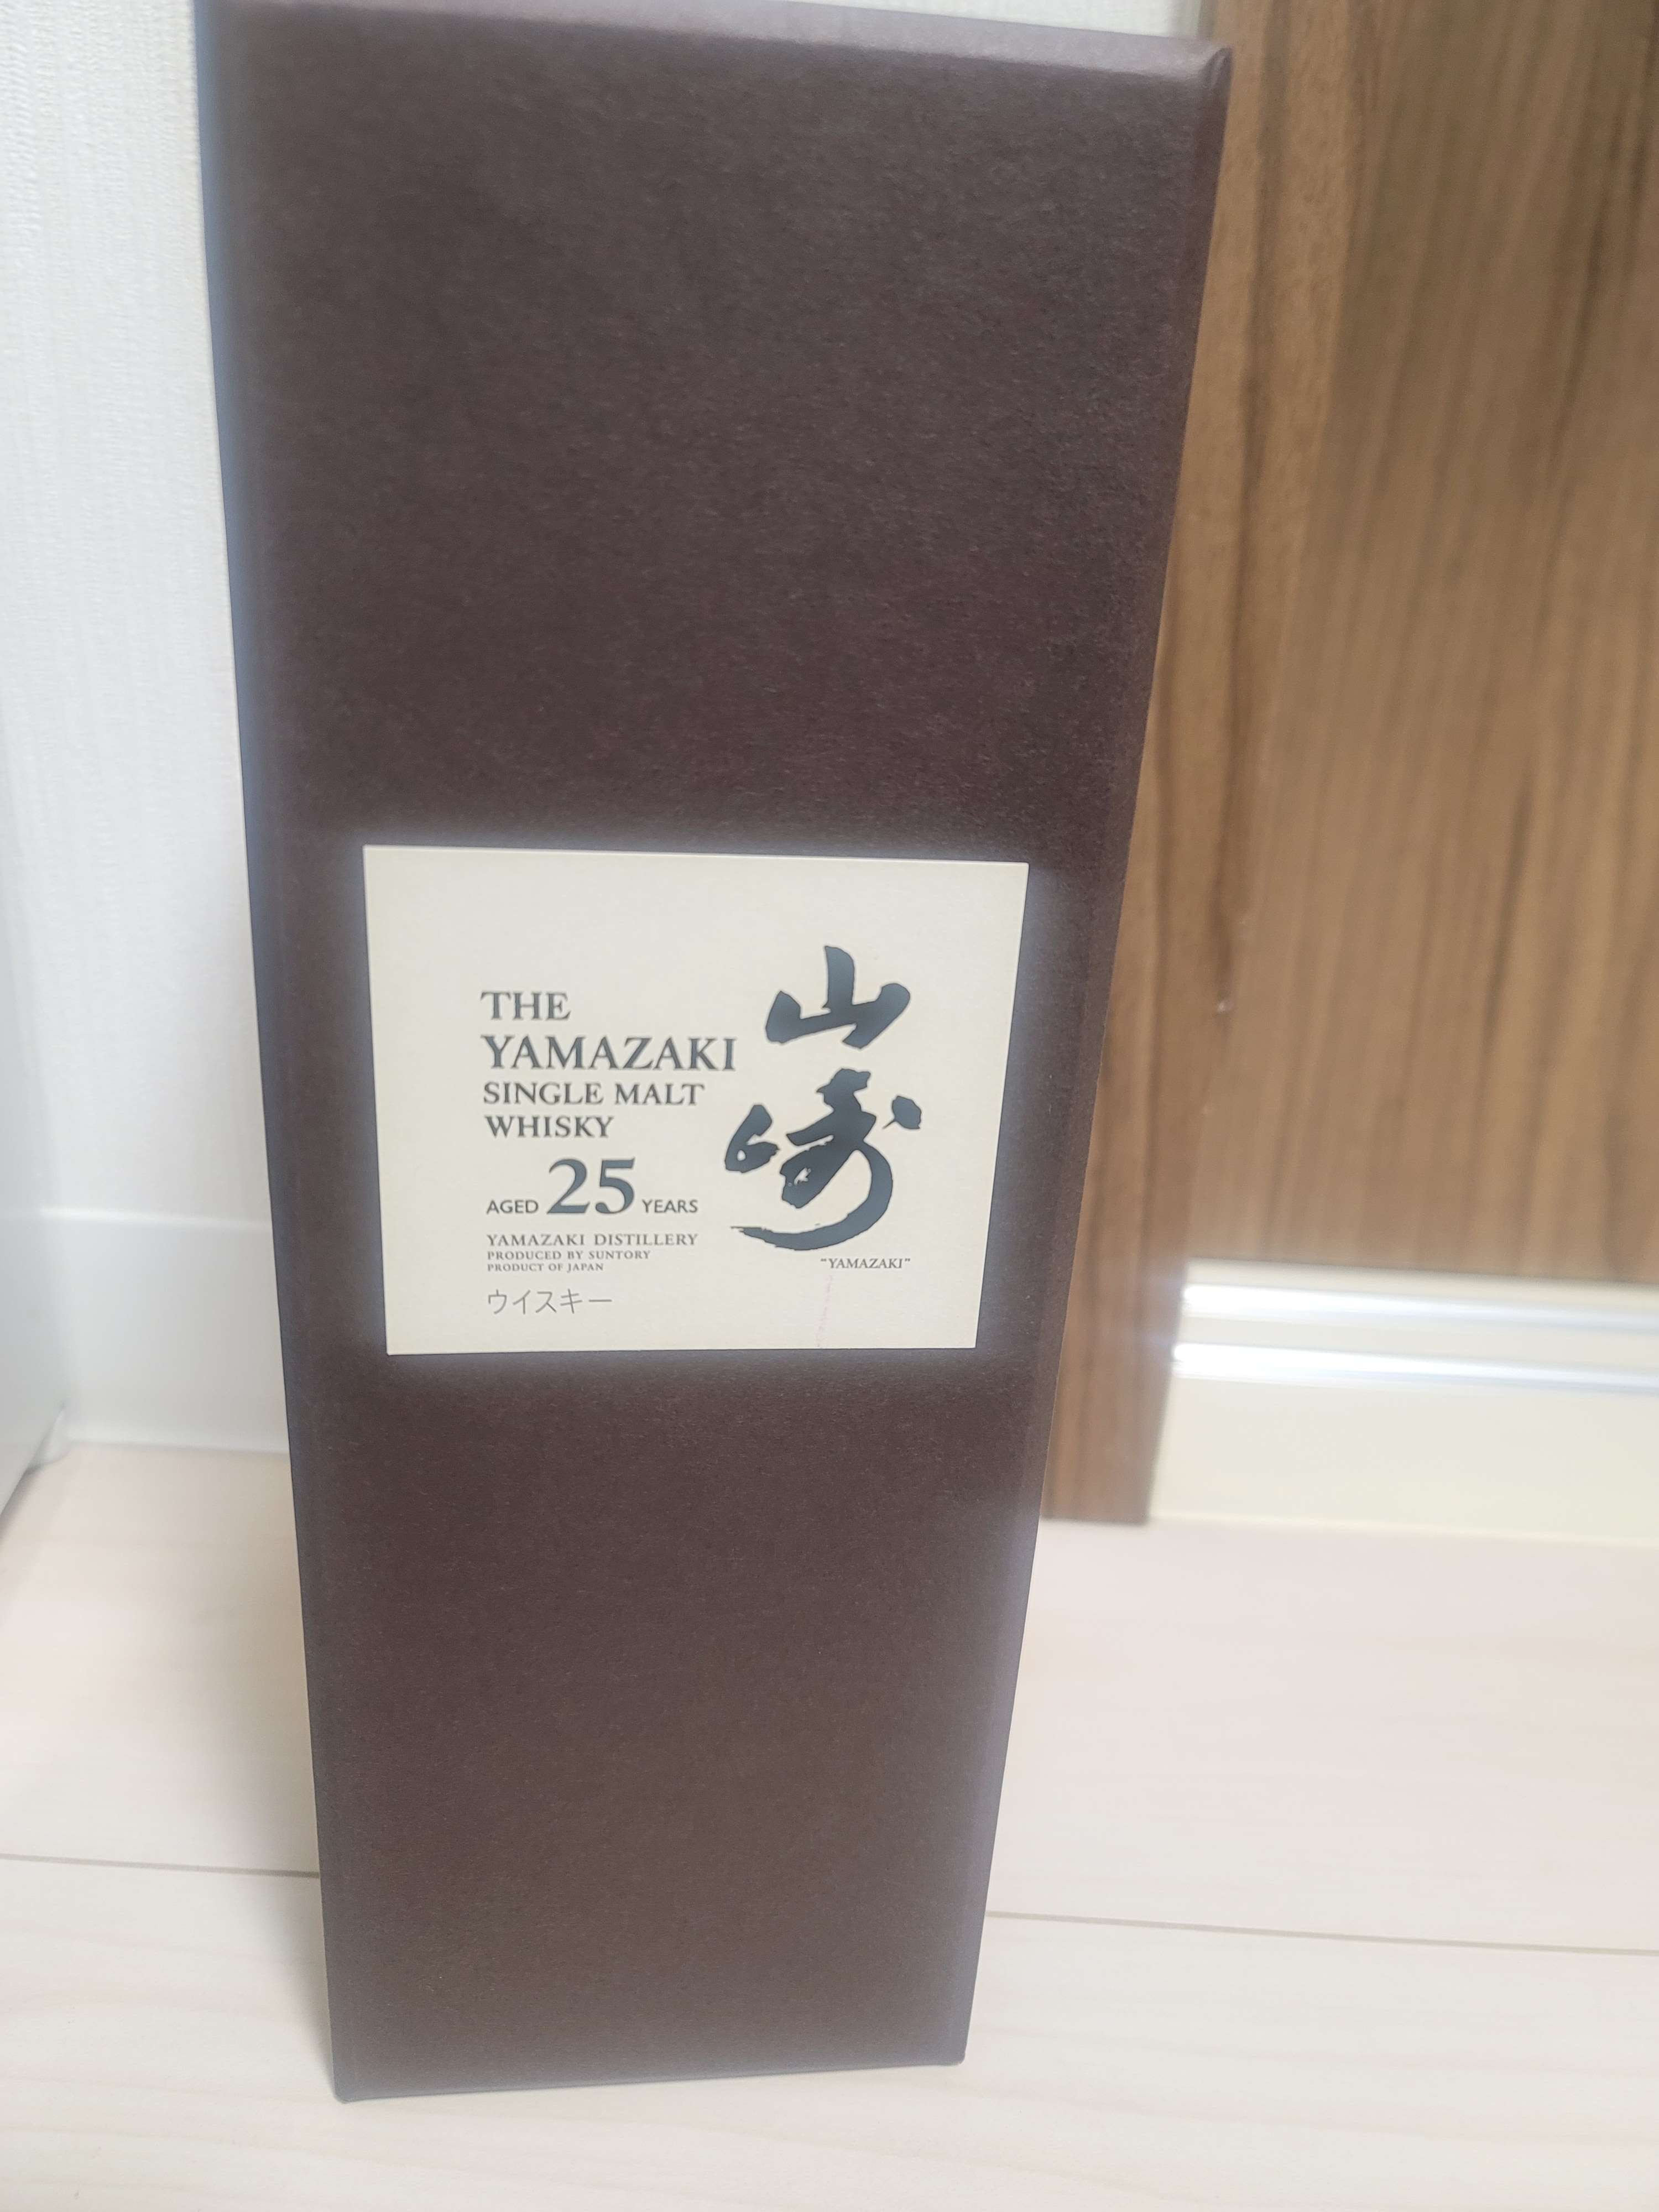 THE
YAMAZAKI
SINGLE MALT
WHISKY
AGED 25 YEARS
YAMAZAKI DISTILLERY
PRODUCED BY SUNTORY
PRODUCT OF JAPAN
ウイスキー
山
崎
"YAMAZAKI"